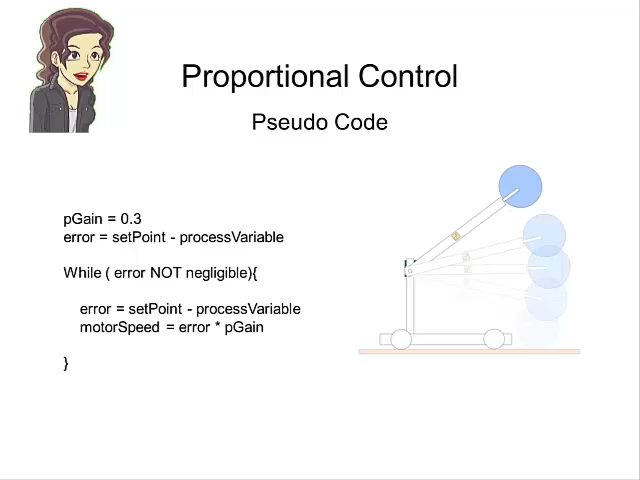 Proportional Control
Pseudo Code
pGain = 0.3
error = setPoint - processVariable
While ( error NOT negligible){
error = setPoint - processVariable
motorSpeed = error * pGain
}